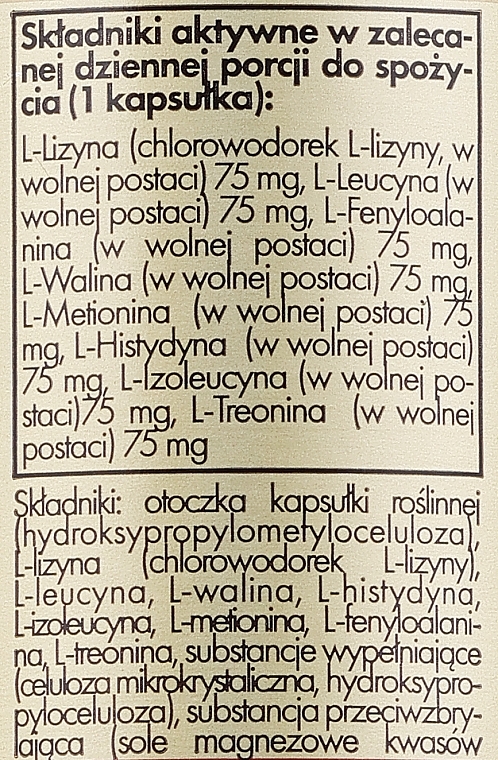 Składniki aktywne w zaleca-
nej dziennej porcji do spoży-
cia (1 kapsułka):
L-Lizyna (chlorowodorek L-lizyny, w
wolnej postaci) 75 mg, L-Leucyna (w
wolnej postaci) 75 mg, L-Fenyloala-
nina (w wolnej postaci) 75 mg,
L-Walina (w wolnej postaci) 75 mg,
L-Metionina (w wolnej postaci) 75
mg, L-Histydyna (w wolnej postaci)
75 mg, L-Izoleucyna (w wolnej po-
staci)75 mg, L-Treonina (w wolnej
postaci) 75 mg
Składniki: otoczka kapsułki roślinnej
(hydroksypropylometyloceluloza),
L-lizyna (chlorowodorek L-lizyny),
L-leucyna, L-walina, L-histydyna,
L-izoleucyna, L-metionina, L-fenyloalani-
na, L-treonina, substancje wypełniające
(celuloza mikrokrystaliczna, hydroksypro-
pyloceluloza), substancja przeciwzbry-
lająca (sole magnezowe kwasów